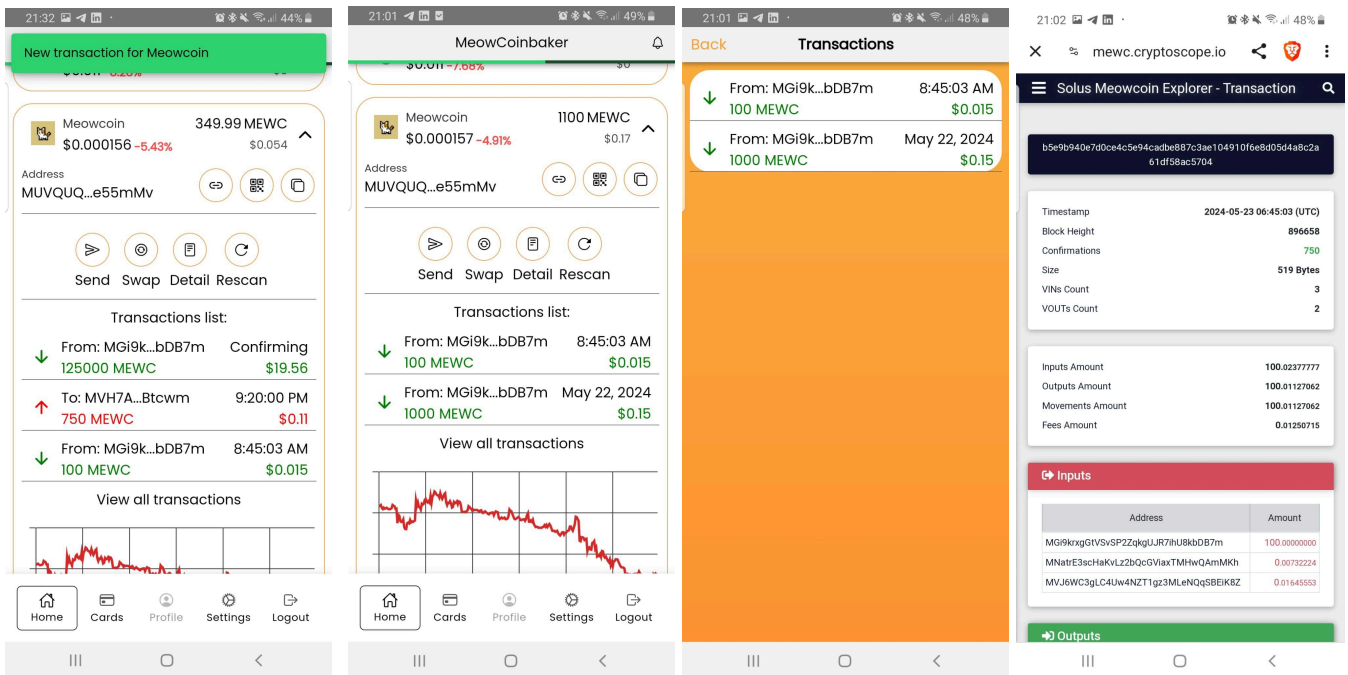 21:32
44%
New transaction for Meowcoin
Meowcoin
349.99 MEWC
$0.000156 -5.43%
$0.054
Address
MUVQUQ...e55mMv
Send Swap Detail Rescan
Transactions list:
From: MGi9k...bDB7m Confirming
125000 MEWC $19.56
To: MVH7A...Btcwm 9:20:00 PM
750 MEWC $0.11
From: MGi9k...bDB7m 8:45:03 AM
100 MEWC $0.015
View all transactions
Home Cards Profile Settings Logout
21:01
49%
MeowCoinbaker
$0.011 -7.68% $0
Meowcoin 1100 MEWC
$0.000157 -4.91% $0.17
Address
MUVQUQ...e55mMv
Send Swap Detail Rescan
Transactions list:
From: MGi9k...bDB7m 8:45:03 AM
100 MEWC $0.015
From: MGi9k...bDB7m May 22, 2024
1000 MEWC $0.15
View all transactions
Home Cards Profile Settings Logout
21:01
48%
Back Transactions
From: MGi9k...bDB7m 8:45:03 AM
100 MEWC $0.015
From: MGi9k...bDB7m May 22, 2024
1000 MEWC $0.15
21:02
48%
mewc.cryptoscope.io
Solus Meowcoin Explorer - Transaction
b5e9b940e7d0ce4c5e94cadbe887c3ae104910f6e8d05d4a8c2a
61df58ac5704
Timestamp 2024-05-23 06:45:03 (UTC)
Block Height 896658
Confirmations 750
Size 519 Bytes
VINs Count 3
VOUTs Count 2
Inputs Amount 100.02377777
Outputs Amount 100.01127062
Movements Amount 100.01127062
Fees Amount 0.01250715
Inputs
Address Amount
MGi9krxgGtVSvSP2ZqkgUJR7ihU8kbDB7m 100.00000000
MNatrE3scHaKvLz2bQcGViaxTMHwQAmMKh 0.00732224
MVJ6WC3gLC4Uw4NZT1gz3MLeNQqSBEiK8Z 0.01645553
Outputs